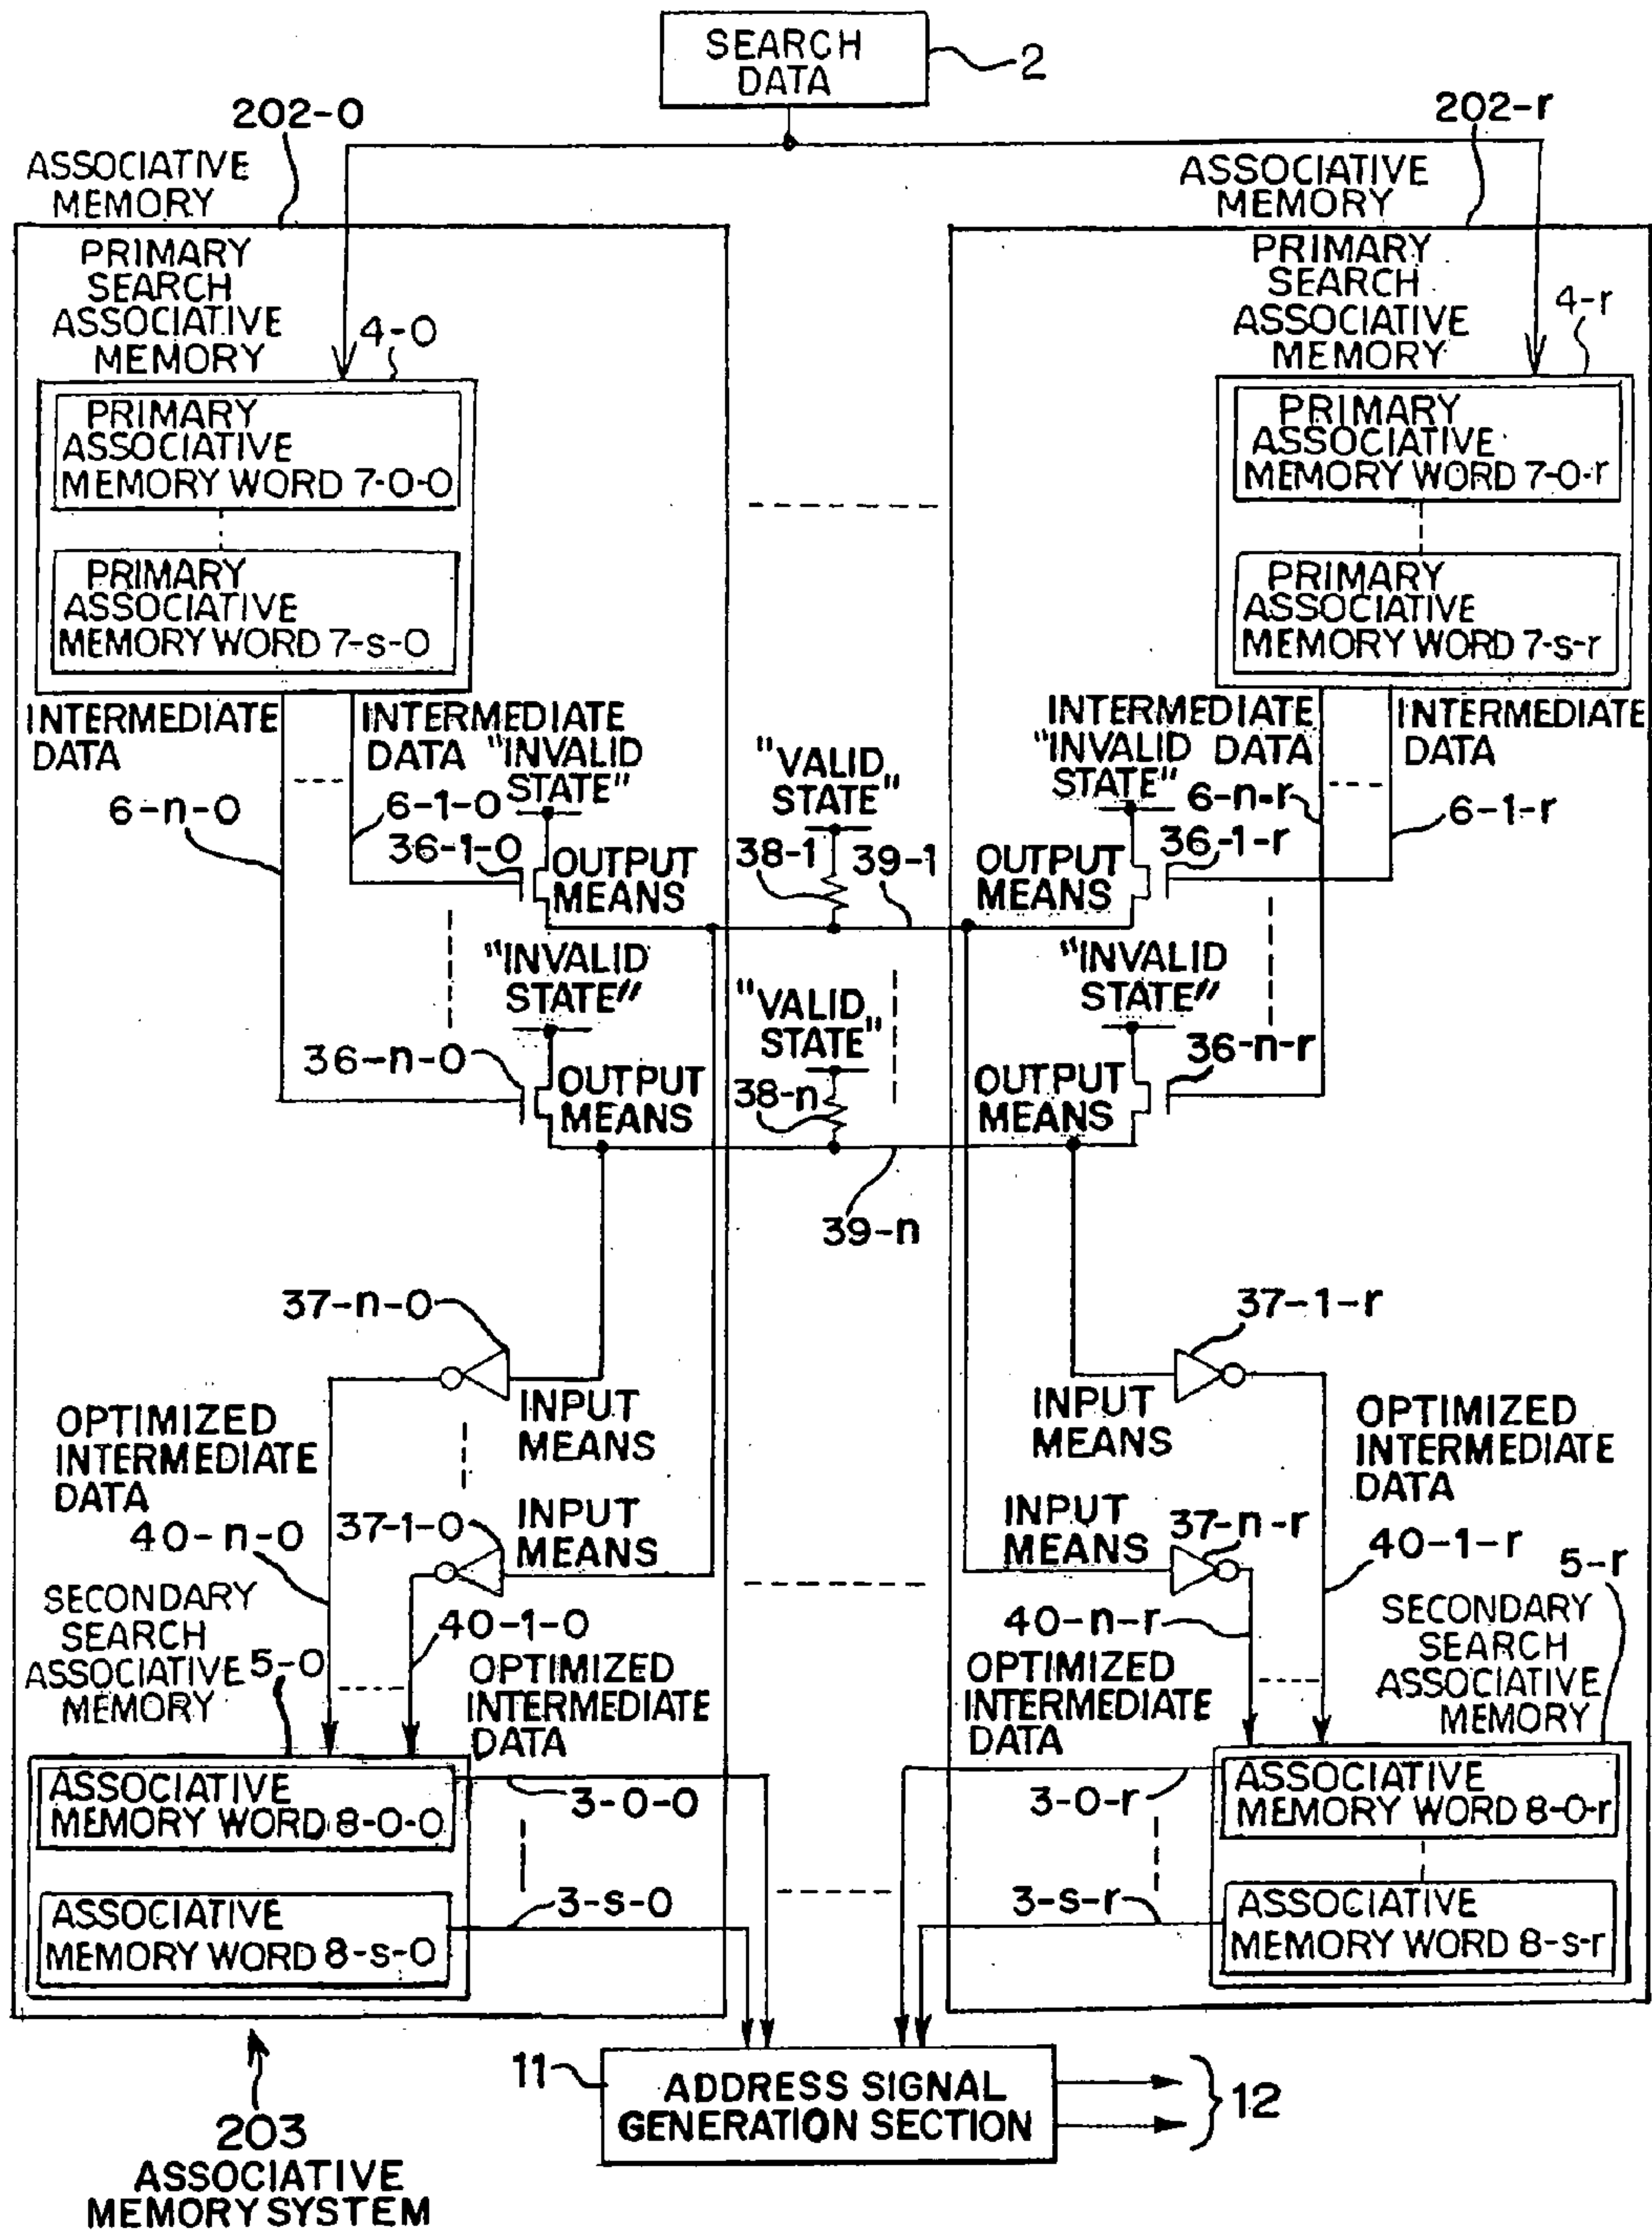 SEARCH
DATA
2
202-0
202-r
ASSOCIATIVE
MEMORY
ASSOCIATIVE
MEMORY
PRIMARY
SEARCH
ASSOCIATIVE
MEMORY
4-0
PRIMARY
SEARCH
ASSOCIATIVE
MEMORY
4-r
PRIMARY
ASSOCIATIVE
MEMORY WORD 7-0-0
PRIMARY
ASSOCIATIVE
MEMORY WORD 7-s-0
PRIMARY
ASSOCIATIVE
MEMORY WORD 7-0-r
PRIMARY
ASSOCIATIVE
MEMORY WORD 7-s-r
INTERMEDIATE
DATA
INTERMEDIATE
DATA
"INVALID
STATE"
"VALID
STATE"
INTERMEDIATE
DATA
"INVALID
STATE"
INTERMEDIATE
DATA
6-n-0
6-1-0
6-n-r
6-1-r
36-1-0
OUTPUT
MEANS
38-1
39-1
OUTPUT
MEANS
36-1-r
"INVALID
STATE"
"VALID
STATE"
"INVALID
STATE"
36-n-0
OUTPUT
MEANS
38-n
OUTPUT
MEANS
36-n-r
39-n
37-n-0
37-1-r
INPUT
MEANS
INPUT
MEANS
OPTIMIZED
INTERMEDIATE
DATA
OPTIMIZED
INTERMEDIATE
DATA
40-n-0
37-1-0
INPUT
MEANS
INPUT
MEANS
37-n-r
40-1-r
5-r
SECONDARY
SEARCH
ASSOCIATIVE
MEMORY
5-0
40-1-0
OPTIMIZED
INTERMEDIATE
DATA
40-n-r
OPTIMIZED
INTERMEDIATE
DATA
SECONDARY
SEARCH
ASSOCIATIVE
MEMORY
ASSOCIATIVE
MEMORY WORD 8-0-0
3-0-0
3-0-r
ASSOCIATIVE
MEMORY WORD 8-0-r
ASSOCIATIVE
MEMORY WORD 8-s-0
3-s-0
3-s-r
ASSOCIATIVE
MEMORY WORD 8-s-r
11
ADDRESS SIGNAL
GENERATION SECTION
12
203
ASSOCIATIVE
MEMORY SYSTEM